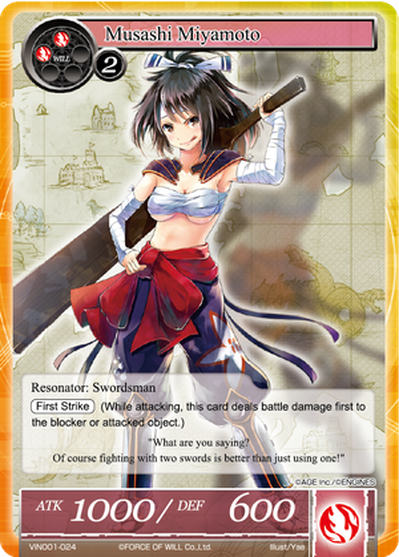 Musashi Miyamoto
WILL
2
Resonator: Swordsman
First Strike (While attacking, this card deals battle damage first to
the blocker or attacked object.)
"What are you saying?
Of course fighting with two swords is better than just using one!"
©AGE Inc./©ENGINES
ATK 1000/ DEF 600
VIN001-024 ©FORCE OF WILL Co.,Ltd. Illust/Yae